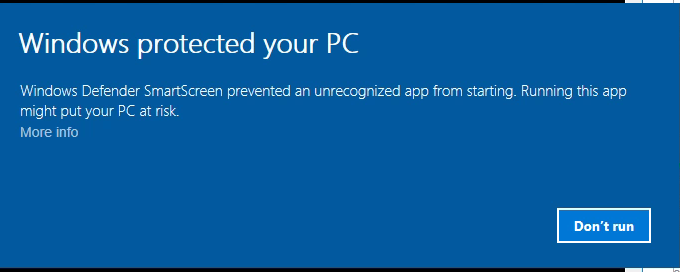 Windows protected your PC
Windows Defender SmartScreen prevented an unrecognized app from starting. Running this app
might put your PC at risk.
More info
Don't run